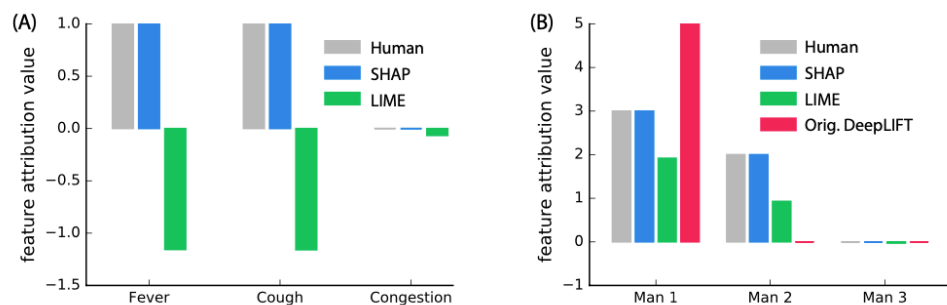 (A)
feature attribution value
1.0
0.5
0.0
−0.5
−1.0
−1.5
Human
SHAP
LIME
Fever
Cough
Congestion
(B)
feature attribution value
5
4
3
2
1
0
−1
Human
SHAP
LIME
Orig. DeepLIFT
Man 1
Man 2
Man 3